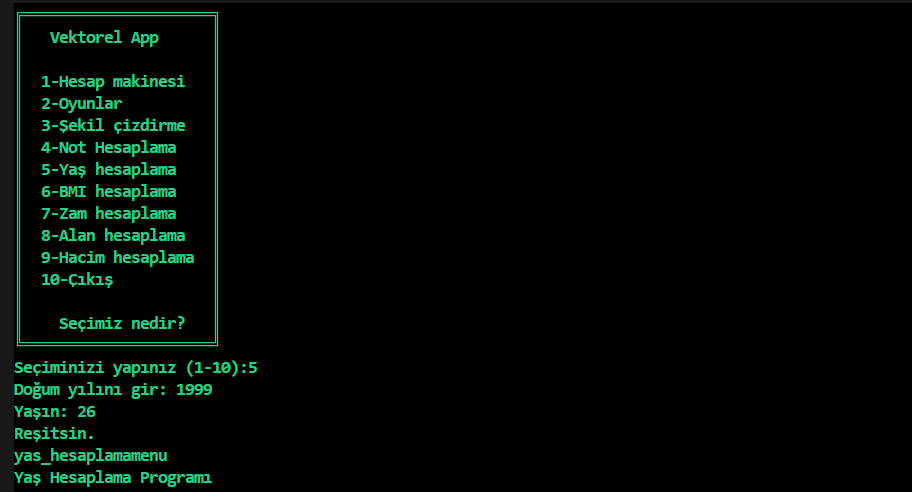 Vektorel App
1-Hesap makinesi
2-Oyunlar
3-Şekil çizdirme
4-Not Hesaplama
5-Yaş hesaplama
6-BMI hesaplama
7-Zam hesaplama
8-Alan hesaplama
9-Hacim hesaplama
10-Çıkış
Seçimiz nedir?
Seçiminizi yapınız (1-10):5
Doğum yılını gir: 1999
Yaşın: 26
Reşitsin.
yas_hesaplamamenu
Yaş Hesaplama Programı